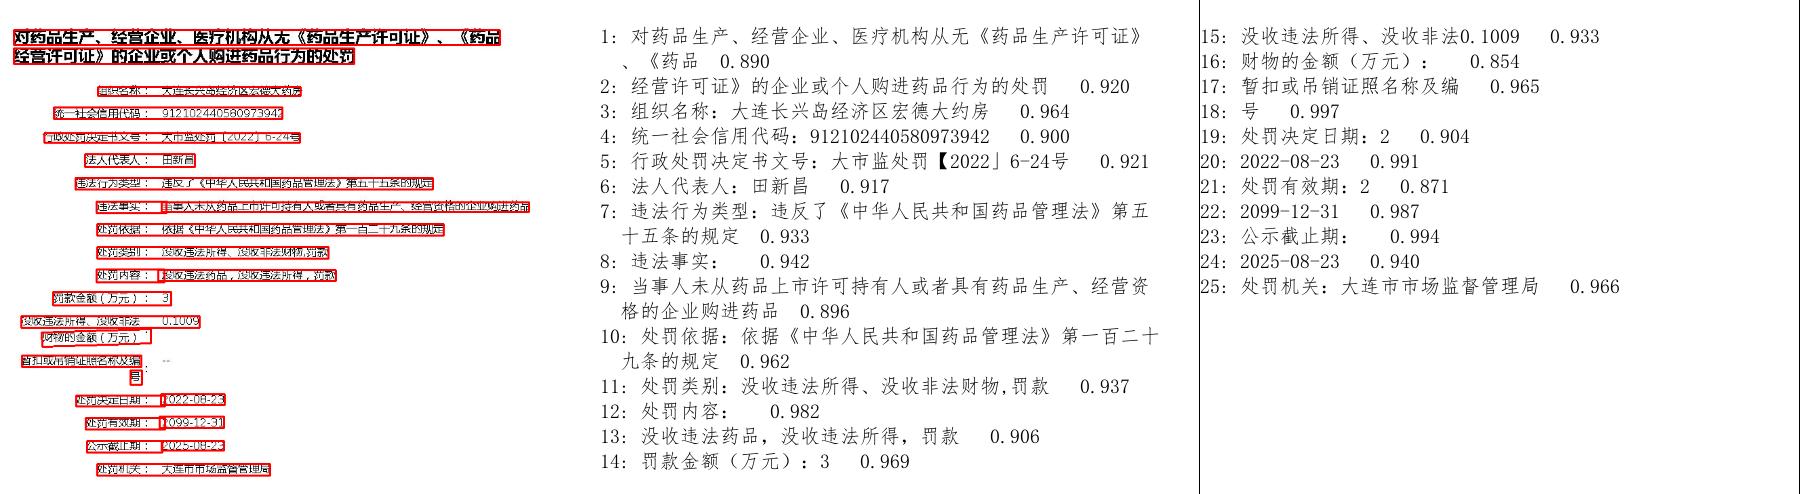 对药品生产、经营企业、医疗机构从无《药品生产许可证》、《药品
经营许可证》的企业或个人购进药品行为的处罚
组织名称： 大连长兴岛经济区宏德大药房
统一社会信用代码： 912102440580973942
行政处罚决定书文号： 大市监处罚〔2022〕6-24号
法人代表人： 田新昌
违法行为类型： 违反了《中华人民共和国药品管理法》第五十五条的规定
违法事实： 当事人未从药品上市许可持有人或者具有药品生产、经营资格的企业购进药品
处罚依据： 依据《中华人民共和国药品管理法》第一百二十九条的规定
处罚类别： 没收违法所得、没收非法财物,罚款
处罚内容： 没收违法药品，没收违法所得，罚款
罚款金额（万元）： 3
没收违法所得、没收非法 0.1009
财物的金额（万元）：
暂扣或吊销证照名称及编 --
号：
处罚决定日期： 2022-08-23
处罚有效期： 2099-12-31
公示截止期： 2025-08-23
处罚机关： 大连市市场监督管理局
1: 对药品生产、经营企业、医疗机构从无《药品生产许可证》
、《药品 0.890
2: 经营许可证》的企业或个人购进药品行为的处罚 0.920
3: 组织名称: 大连长兴岛经济区宏德大约房 0.964
4: 统一社会信用代码: 912102440580973942 0.900
5: 行政处罚决定书文号: 大市监处罚【2022」6-24号 0.921
6: 法人代表人: 田新昌 0.917
7: 违法行为类型: 违反了《中华人民共和国药品管理法》第五
十五条的规定 0.933
8: 违法事实: 0.942
9: 当事人未从药品上市许可持有人或者具有药品生产、经营资
格的企业购进药品 0.896
10: 处罚依据: 依据《中华人民共和国药品管理法》第一百二十
九条的规定 0.962
11: 处罚类别: 没收违法所得、没收非法财物,罚款 0.937
12: 处罚内容: 0.982
13: 没收违法药品, 没收违法所得, 罚款 0.906
14: 罚款金额（万元）: 3 0.969
15: 没收违法所得、没收非法0.1009 0.933
16: 财物的金额（万元）: 0.854
17: 暂扣或吊销证照名称及编 0.965
18: 号 0.997
19: 处罚决定日期: 2 0.904
20: 2022-08-23 0.991
21: 处罚有效期: 2 0.871
22: 2099-12-31 0.987
23: 公示截止期: 0.994
24: 2025-08-23 0.940
25: 处罚机关: 大连市市场监督管理局 0.966